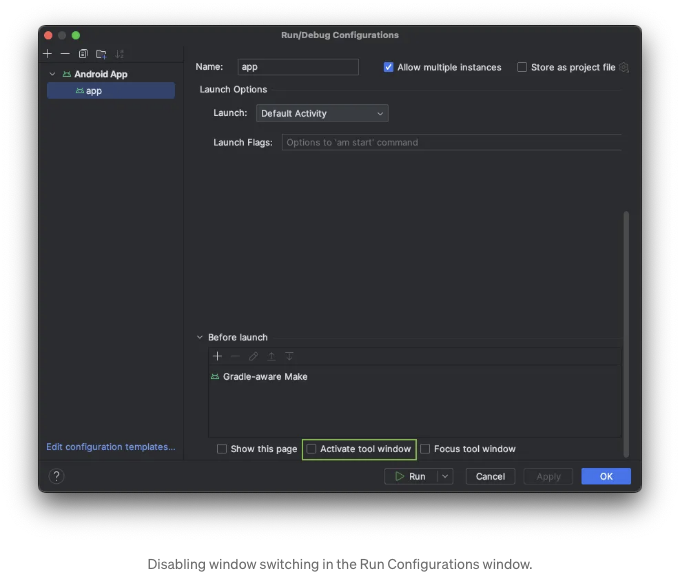 Run/Debug Configurations
Android App
app
Name: app Allow multiple instances Store as project file
Launch Options
Launch: Default Activity
Launch Flags: Options to 'am start' command
Before launch
Gradle-aware Make
Edit configuration templates...
Show this page Activate tool window Focus tool window
? Run Cancel Apply OK
Disabling window switching in the Run Configurations window.